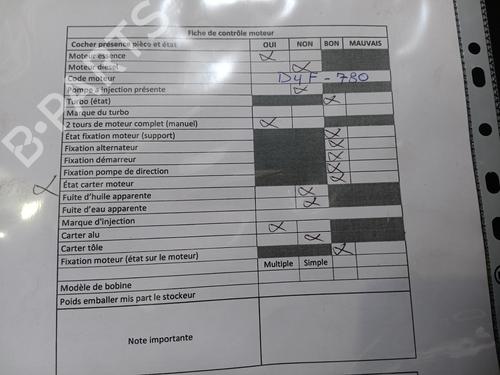 Fiche de contrôle moteur
Cocher présence pièce et état OUI NON BON MAUVAIS
Moteur essence
Moteur diesel
Code moteur D4F - 780
Pompe a injection présente
Turbo (état)
Marque du turbo
2 tours de moteur complet (manuel)
État fixation moteur (support)
Fixation alternateur
Fixation démarreur
Fixation pompe de direction
État carter moteur
Fuite d'huile apparente
Fuite d'eau apparente
Marque d'injection
Carter alu
Carter tôle
Fixation moteur (état sur le moteur)
Multiple Simple
Modèle de bobine
Poids emballer mis part le stockeur
Note importante
B-PARTS